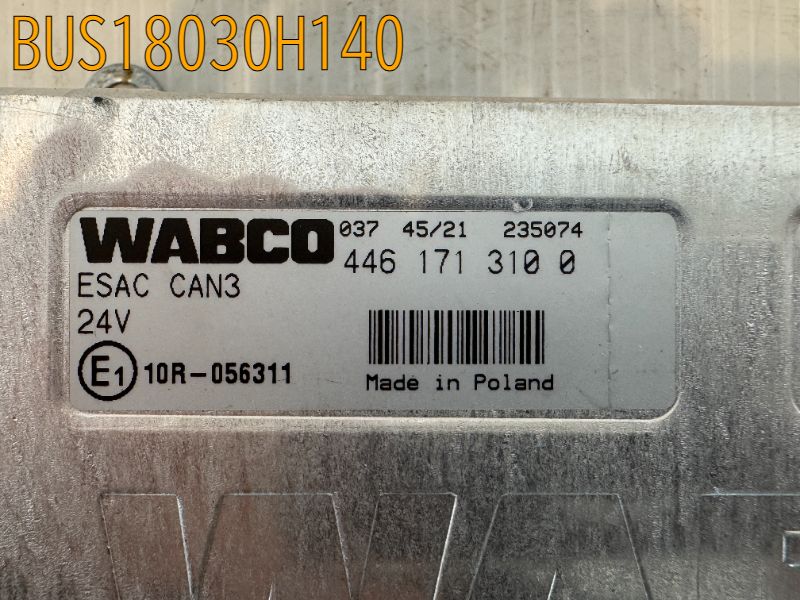 BUS18030H140
WABCO 037 45/21 235074
446 171 310 0
ESAC CAN3
24V
E1 10R-056311
Made in Poland